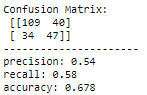 Confusion Matrix:
[[109 40]
[ 34 47]]
----------------------
precision: 0.54
recall: 0.58
accuracy: 0.678